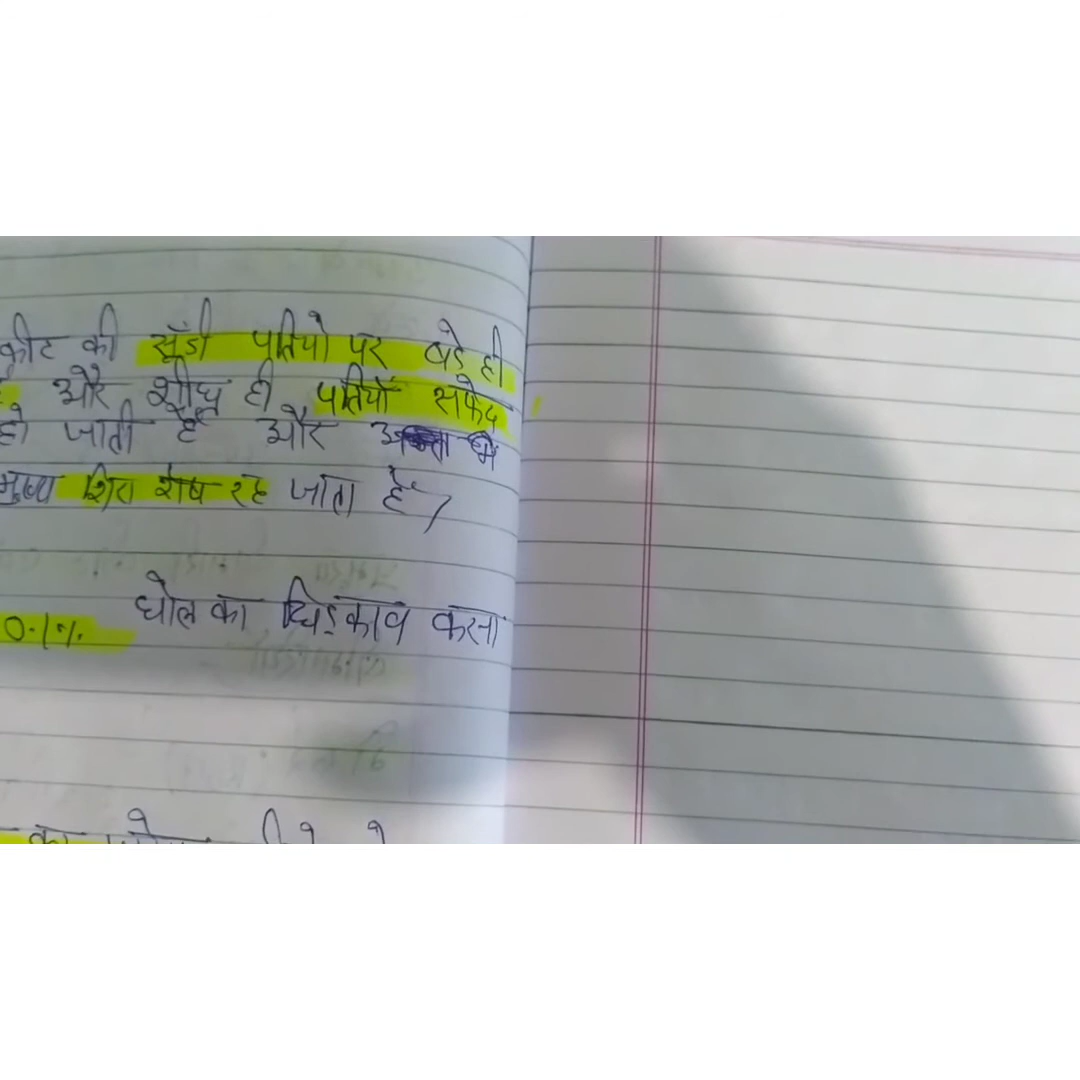 कीट की सूंडी पत्तियो पर बडे ही
और शीघ्र ही पत्तियाँ सफेद
हो जाती है और में
मुख्य शिरा शेष रह जाता है,
0.1% घोल का छिड़काव करना